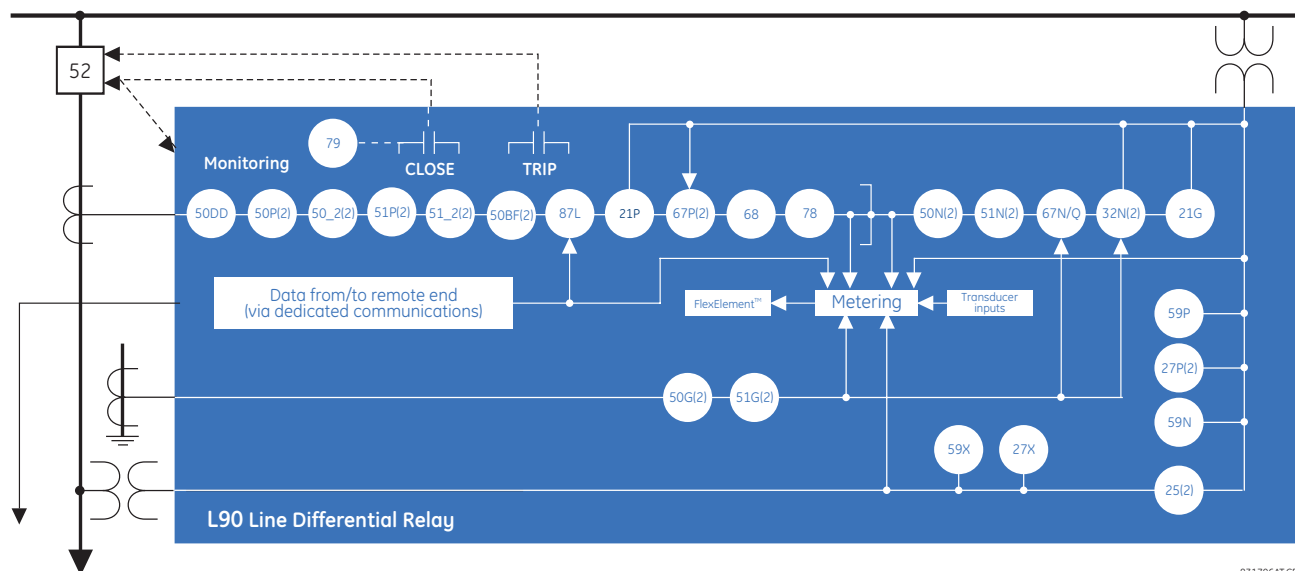 52
79
Monitoring
CLOSE
TRIP
50DD
50P(2)
50_2(2)
51P(2)
51_2(2)
50BF(2)
87L
21P
67P(2)
68
78
50N(2)
51N(2)
67N/Q
32N(2)
21G
Data from/to remote end
(via dedicated communications)
FlexElement™
Metering
Transducer
inputs
59P
27P(2)
50G(2)
51G(2)
59N
59X
27X
25(2)
L90 Line Differential Relay